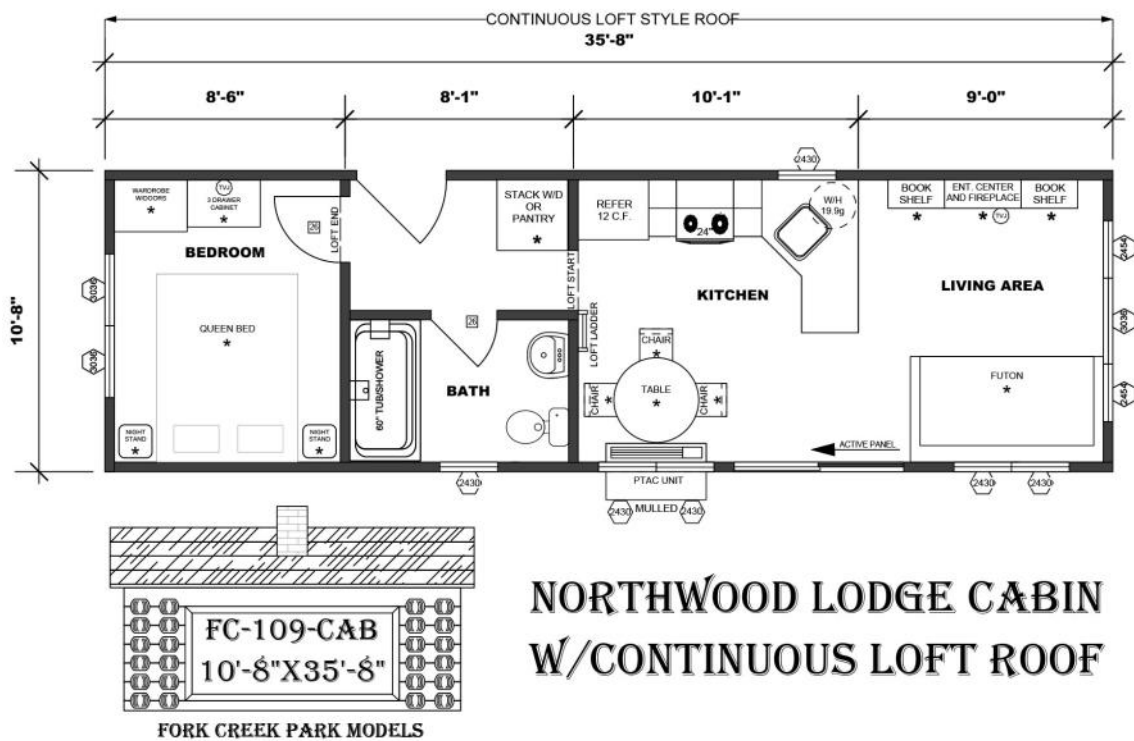 CONTINUOUS LOFT STYLE ROOF
35'-8"
8'-6"
8'-1"
10'-1"
9'-0"
10'-8"
2430
WARDROBE
W/DOORS
*
TVJ
3 DRAWER
CABINET
*
26
LOFT END
STACK W/D
OR
PANTRY
*
REFER
12 C.F.
24"
W/H
19.9g
BOOK
SHELF
*
ENT. CENTER
AND FIREPLACE
*
TVJ
BOOK
SHELF
*
BEDROOM
LOFT START
KITCHEN
LIVING AREA
2454
3036
2454
3036
3036
QUEEN BED
*
26
LOFT LADDER
60" TUB/SHOWER
BATH
CHAIR
*
CHAIR
*
TABLE
*
CHAIR
*
FUTON
*
NIGHT
STAND
*
NIGHT
STAND
*
ACTIVE PANEL
PTAC UNIT
2430
2430
MULLED
2430
2430
2430
FC-109-CAB
10'-8"X35'-8"
FORK CREEK PARK MODELS
NORTHWOOD LODGE CABIN
W/CONTINUOUS LOFT ROOF